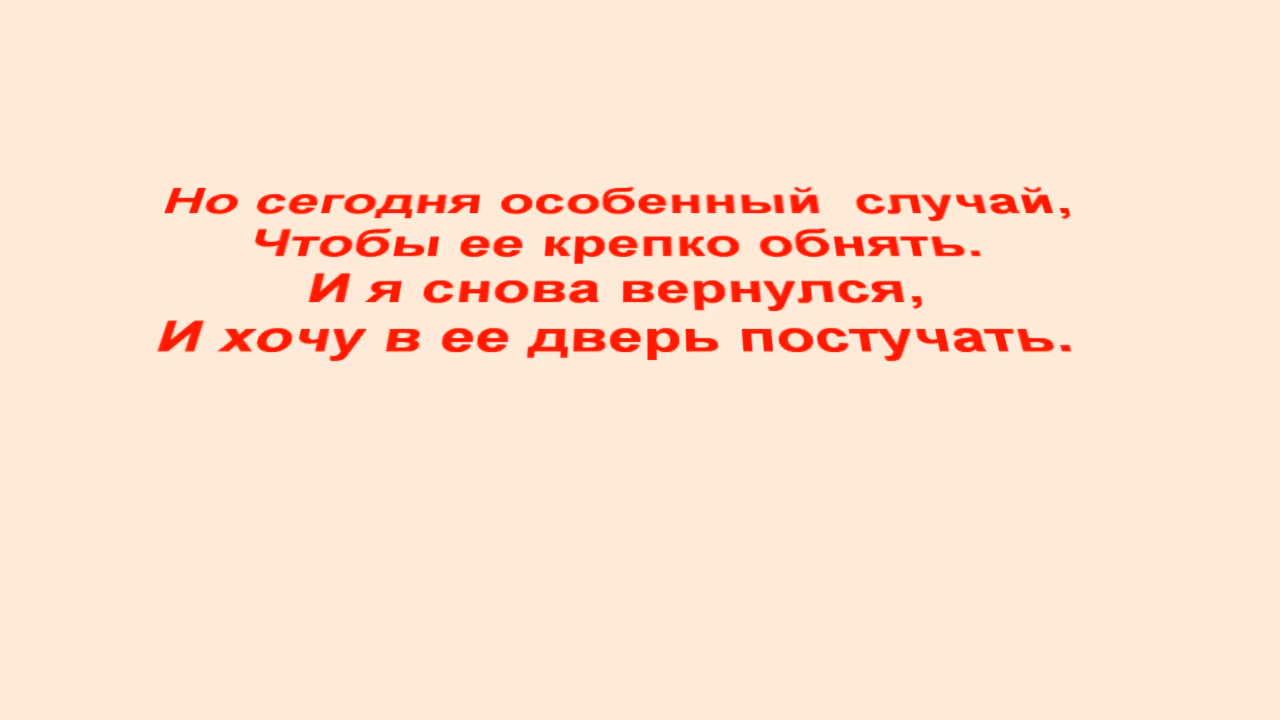 Но сегодня особенный случай,
Чтобы ее крепко обнять.
И я снова вернулся,
И хочу в ее дверь постучать.